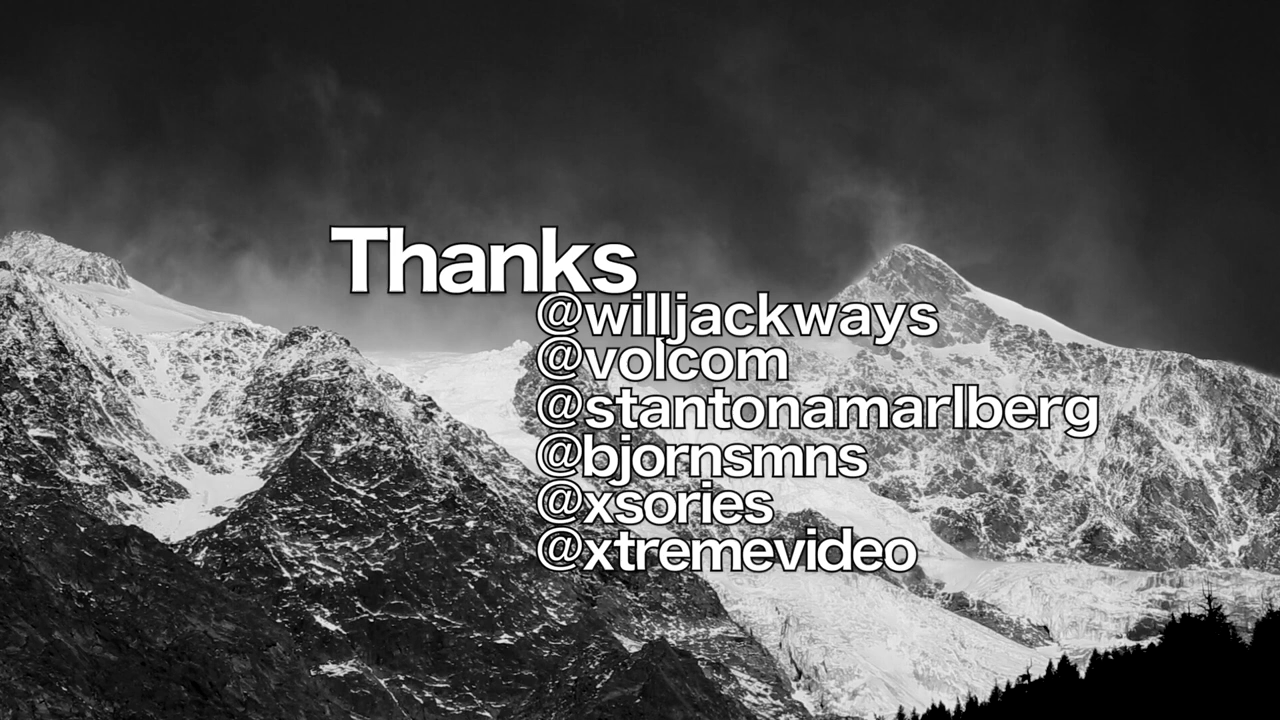 Thanks
@willjackways
@volcom
@stantonamarlberg
@bjornsmns
@xsories
@xtremevideo